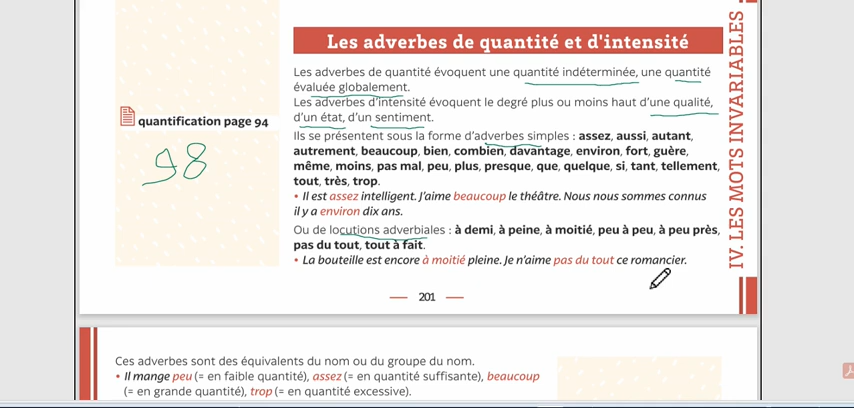 Les adverbes de quantité et d'intensité
Les adverbes de quantité évoquent une quantité indéterminée, une quantité
évaluée globalement.
Les adverbes d'intensité évoquent le degré plus ou moins haut d'une qualité,
d'un état, d'un sentiment.
quantification page 94
98
Ils se présentent sous la forme d'adverbes simples : assez, aussi, autant,
autrement, beaucoup, bien, combien, davantage, environ, fort, guère,
même, moins, pas mal, peu, plus, presque, que, quelque, si, tant, tellement,
tout, très, trop.
• Il est assez intelligent. J'aime beaucoup le théâtre. Nous nous sommes connus
il y a environ dix ans.
Ou de locutions adverbiales : à demi, à peine, à moitié, peu à peu, à peu près,
pas du tout, tout à fait.
• La bouteille est encore à moitié pleine. Je n'aime pas du tout ce romancier.
201
IV. LES MOTS INVARIABLES
Ces adverbes sont des équivalents du nom ou du groupe du nom.
• Il mange peu (= en faible quantité), assez (= en quantité suffisante), beaucoup
(= en grande quantité), trop (= en quantité excessive).